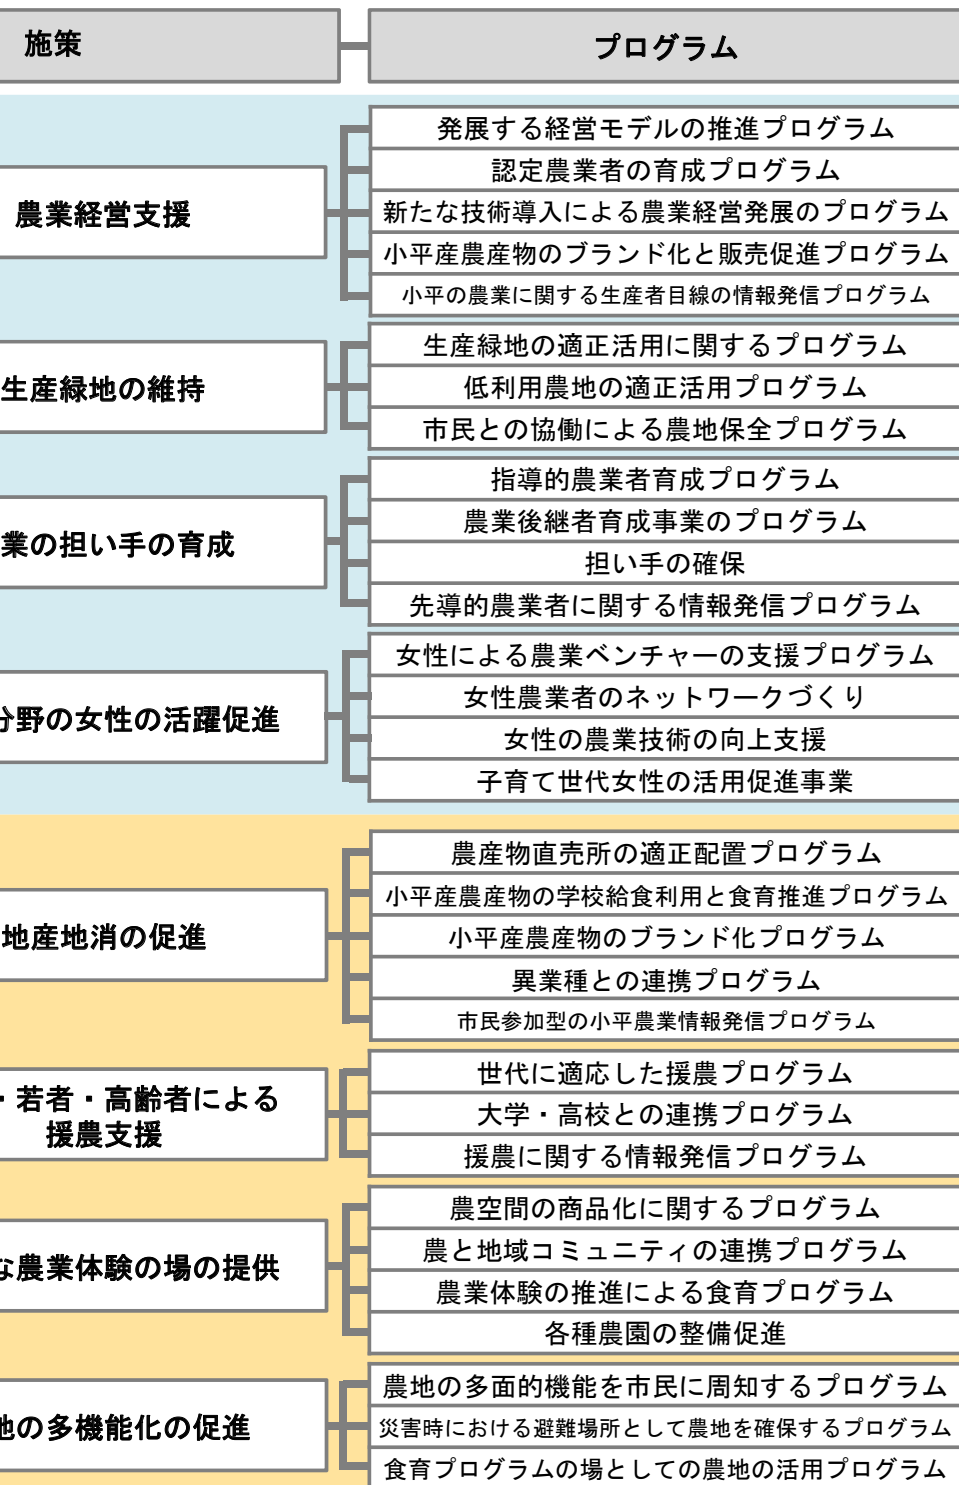 施策
プログラム
農業経営支援
発展する経営モデルの推進プログラム
認定農業者の育成プログラム
新たな技術導入による農業経営発展のプログラム
小平産農産物のブランド化と販売促進プログラム
小平の農業に関する生産者目線の情報発信プログラム
生産緑地の維持
生産緑地の適正活用に関するプログラム
低利用農地の適正活用プログラム
市民との協働による農地保全プログラム
業の担い手の育成
指導的農業者育成プログラム
農業後継者育成事業のプログラム
担い手の確保
先導的農業者に関する情報発信プログラム
分野の女性の活躍促進
女性による農業ベンチャーの支援プログラム
女性農業者のネットワークづくり
女性の農業技術の向上支援
子育て世代女性の活用促進事業
地産地消の促進
農産物直売所の適正配置プログラム
小平産農産物の学校給食利用と食育推進プログラム
小平産農産物のブランド化プログラム
異業種との連携プログラム
市民参加型の小平農業情報発信プログラム
・若者・高齢者による
援農支援
世代に適応した援農プログラム
大学・高校との連携プログラム
援農に関する情報発信プログラム
な農業体験の場の提供
農空間の商品化に関するプログラム
農と地域コミュニティの連携プログラム
農業体験の推進による食育プログラム
各種農園の整備促進
地の多機能化の促進
農地の多面的機能を市民に周知するプログラム
災害時における避難場所として農地を確保するプログラム
食育プログラムの場としての農地の活用プログラム